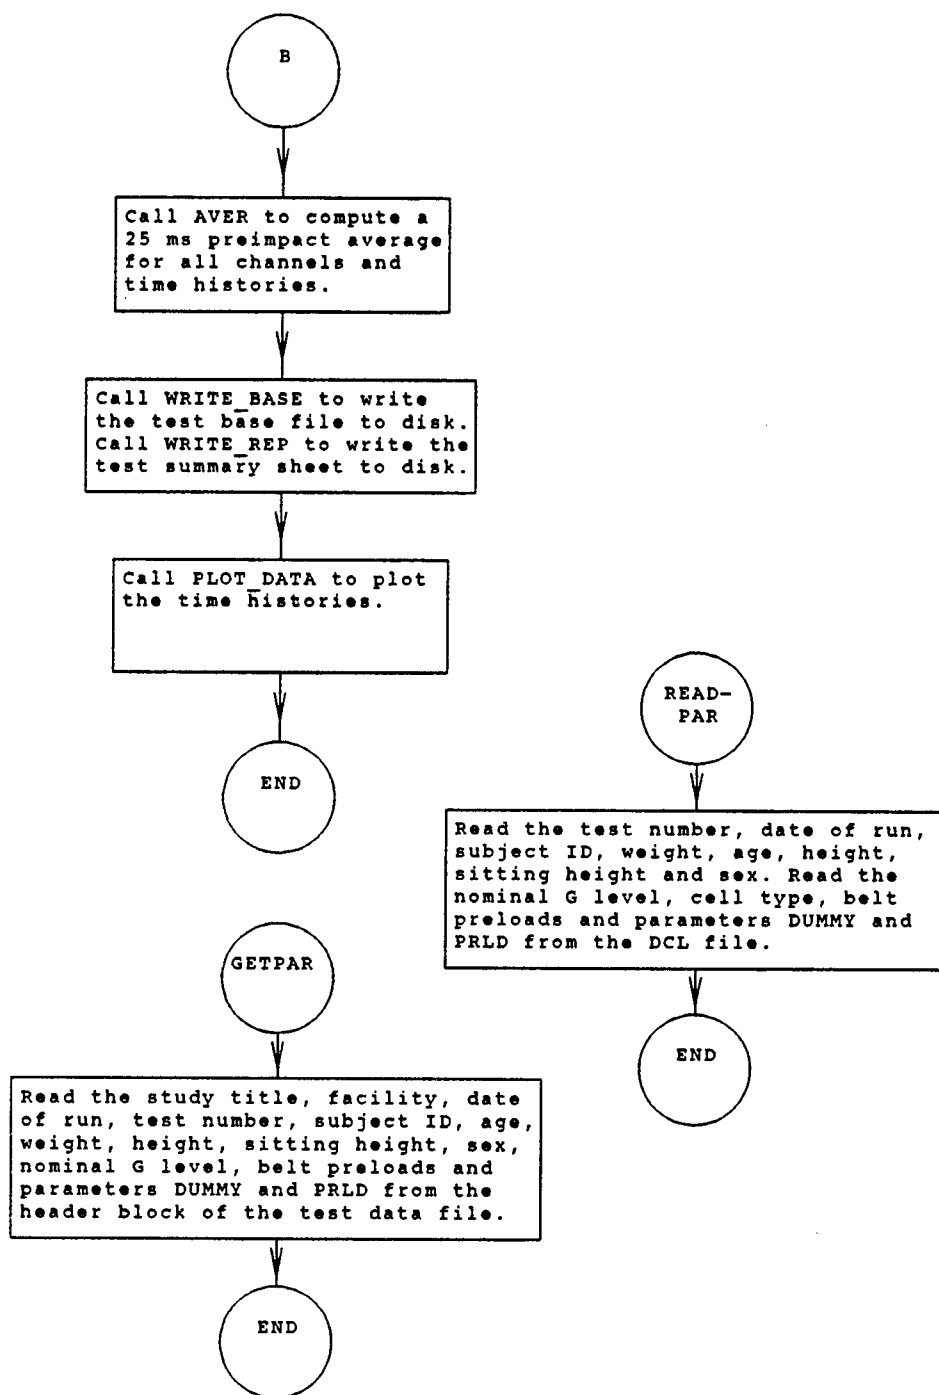 B
Call AVER to compute a
25 ms preimpact average
for all channels and
time histories.
Call WRITE_BASE to write
the test base file to disk.
Call WRITE_REP to write the
test summary sheet to disk.
Call PLOT_DATA to plot
the time histories.
END
READ-
PAR
Read the test number, date of run,
subject ID, weight, age, height,
sitting height and sex. Read the
nominal G level, cell type, belt
preloads and parameters DUMMY and
PRLD from the DCL file.
END
GETPAR
Read the study title, facility, date
of run, test number, subject ID, age,
weight, height, sitting height, sex,
nominal G level, belt preloads and
parameters DUMMY and PRLD from the
header block of the test data file.
END